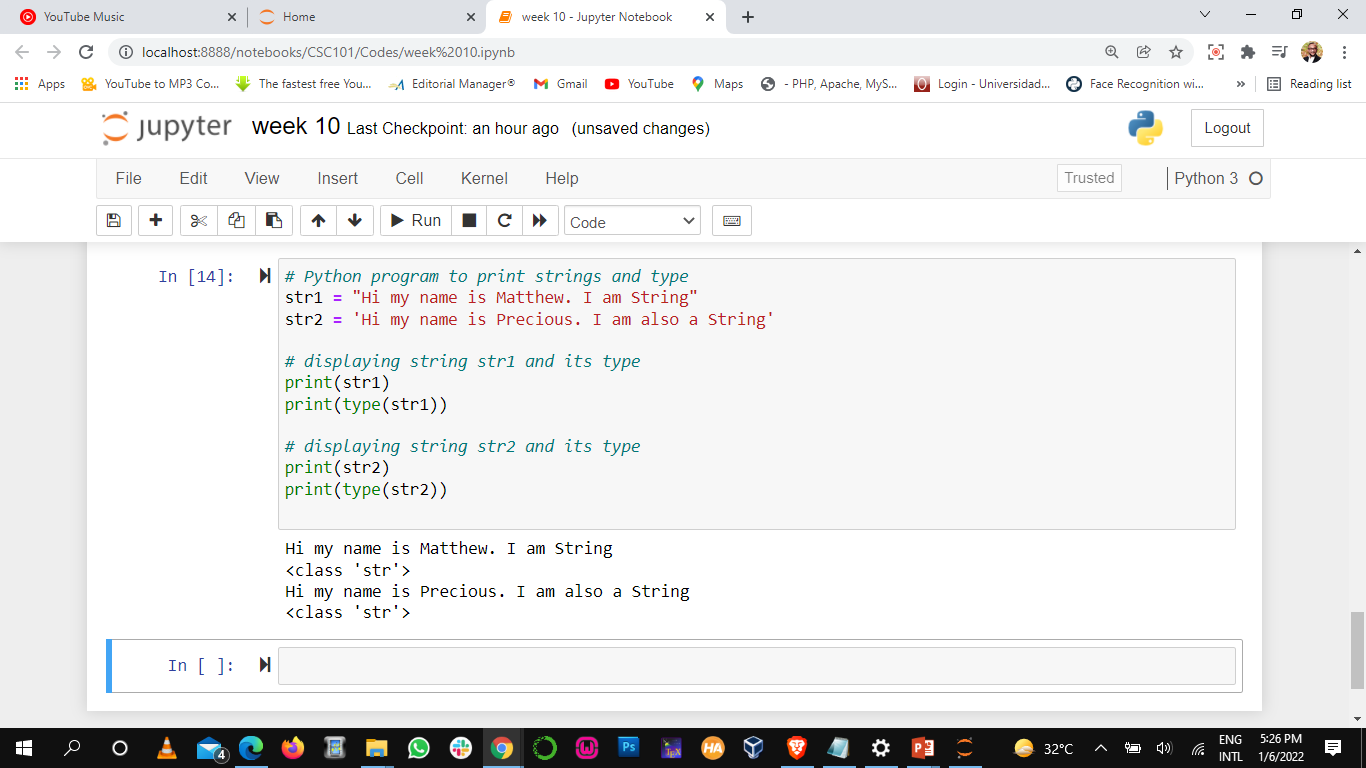 YouTube Music
Home
week 10 - Jupyter Notebook
localhost:8888/notebooks/CSC101/Codes/week%2010.ipynb
Apps
YouTube to MP3 Co...
The fastest free You...
Editorial Manager®
Gmail
YouTube
Maps
- PHP, Apache, MyS...
Login - Universidad...
Face Recognition wi...
»
Reading list
jupyter week 10 Last Checkpoint: an hour ago (unsaved changes)
Logout
File Edit View Insert Cell Kernel Help
Trusted
Python 3
Run
Code
In [14]:
# Python program to print strings and type
str1 = "Hi my name is Matthew. I am String"
str2 = 'Hi my name is Precious. I am also a String'
# displaying string str1 and its type
print(str1)
print(type(str1))
# displaying string str2 and its type
print(str2)
print(type(str2))
Hi my name is Matthew. I am String
<class 'str'>
Hi my name is Precious. I am also a String
<class 'str'>
In [ ]:
4
Ps
HA
32°C
ENG
INTL
5:26 PM
1/6/2022